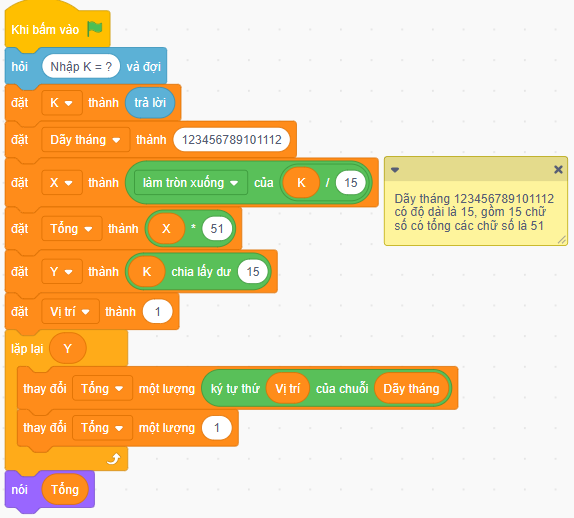 Khi bấm vào
hỏi Nhập K = ? và đợi
đặt K thành trả lời
đặt Dãy tháng thành 123456789101112
đặt X thành làm tròn xuống của K / 15
Dãy tháng 123456789101112
có độ dài là 15, gồm 15 chữ
số có tổng các chữ số là 51
đặt Tổng thành X * 51
đặt Y thành K chia lấy dư 15
đặt Vị trí thành 1
lặp lại Y
thay đổi Tổng một lượng ký tự thứ Vị trí của chuỗi Dãy tháng
thay đổi Tổng một lượng 1
nói Tổng